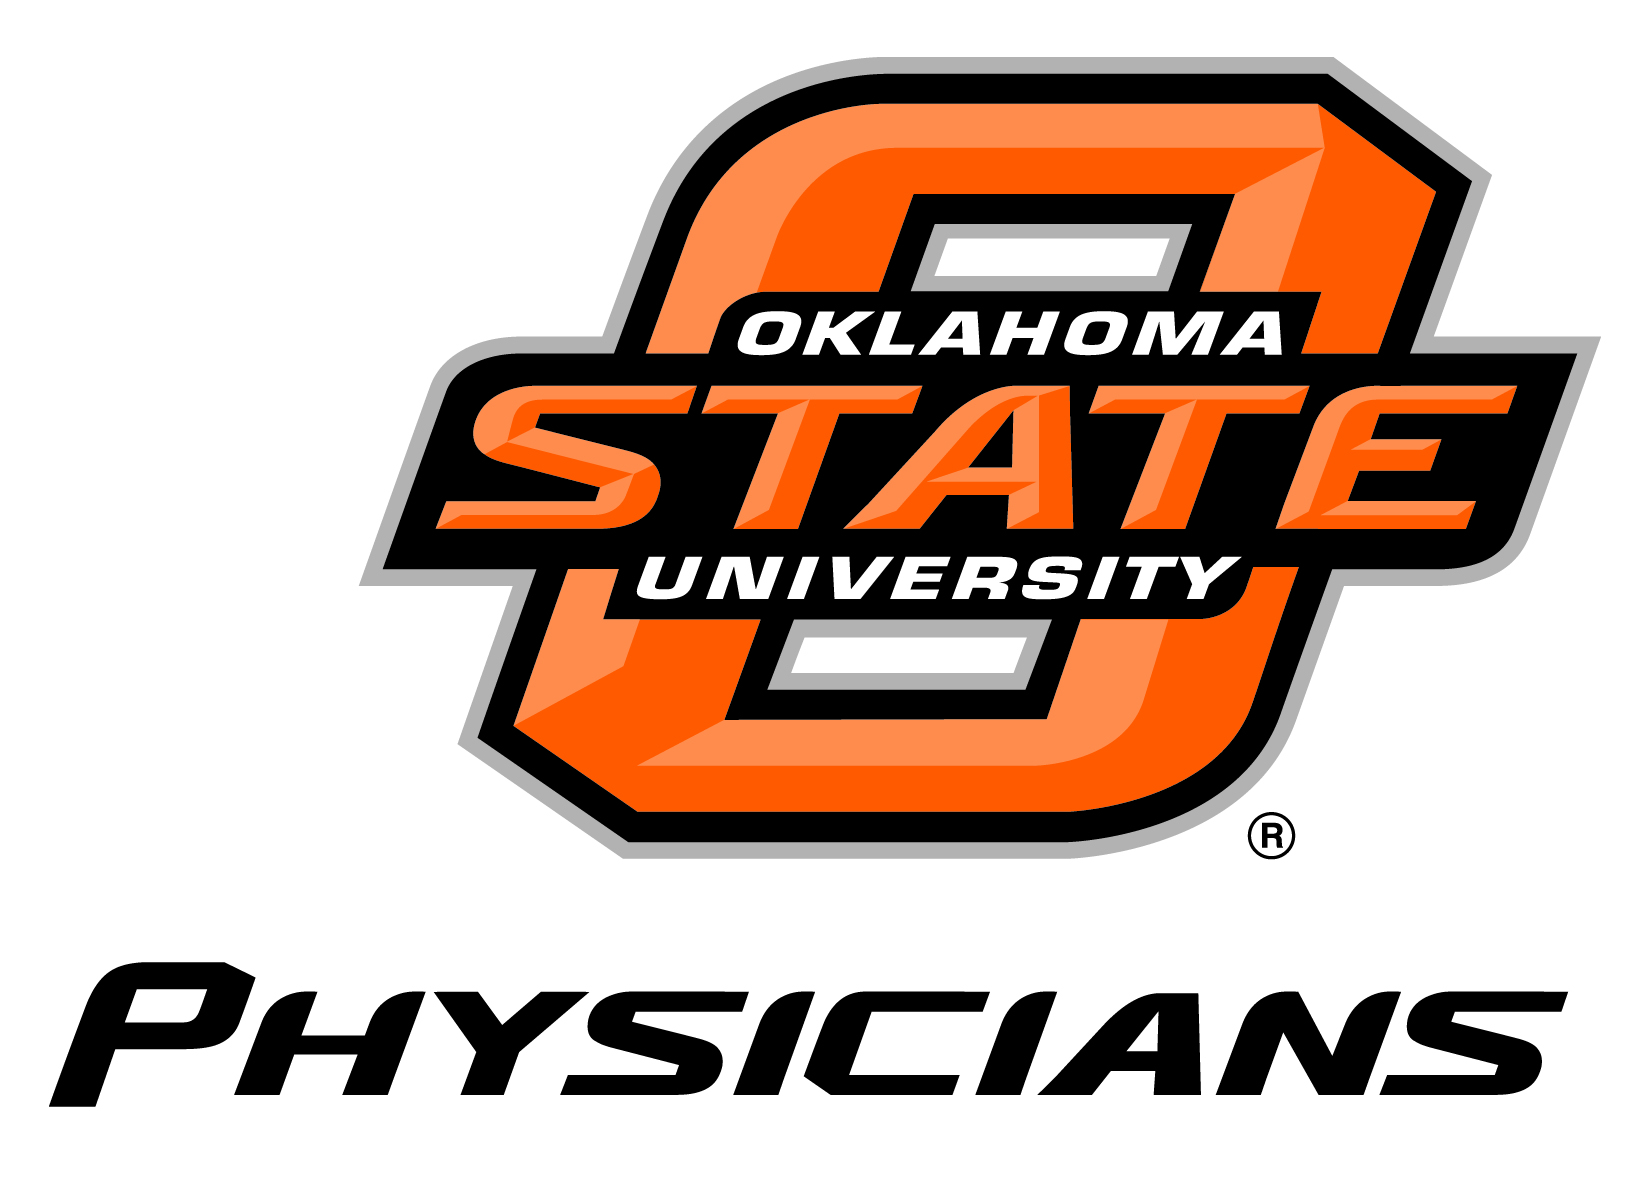 OKLAHOMA
STATE
UNIVERSITY
®
PHYSICIANS